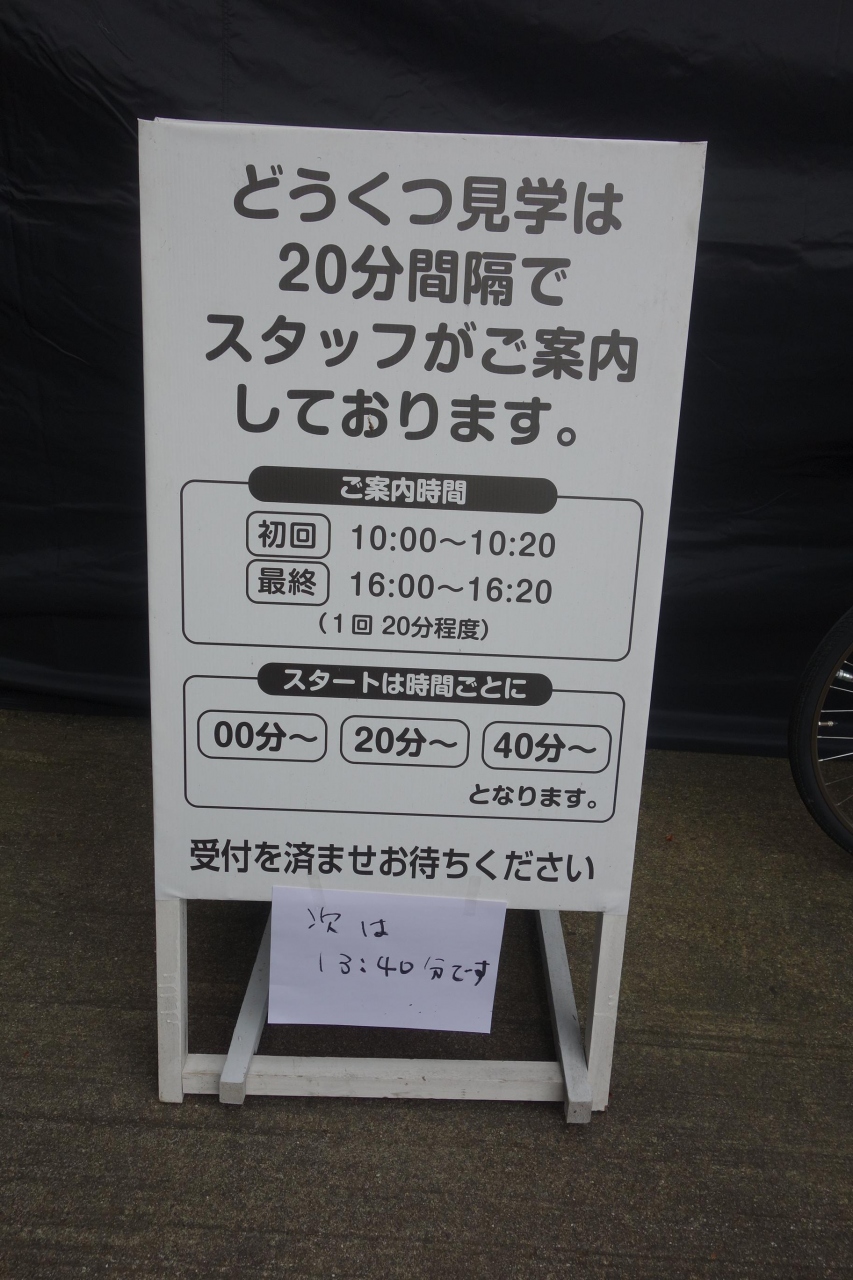 どうくつ見学は
20分間隔で
スタッフがご案内
しております。
ご案内時間
初回 10:00～10:20
最終 16:00～16:20
(1回 20分程度)
スタートは時間ごとに
00分～ 20分～ 40分～
となります。
受付を済ませお待ちください
次は
13:40分です